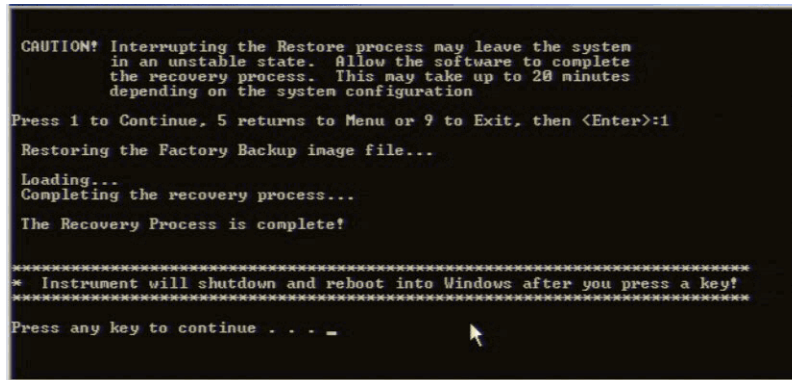 CAUTION! Interrupting the Restore process may leave the system
in an unstable state. Allow the software to complete
the recovery process. This may take up to 20 minutes
depending on the system configuration
Press 1 to Continue, 5 returns to Menu or 9 to Exit, then <Enter>:1
Restoring the Factory Backup image file...
Loading...
Completing the recovery process...
The Recovery Process is complete!
**********************************************************************
* Instrument will shutdown and reboot into Windows after you press a key!
**********************************************************************
Press any key to continue . . . _